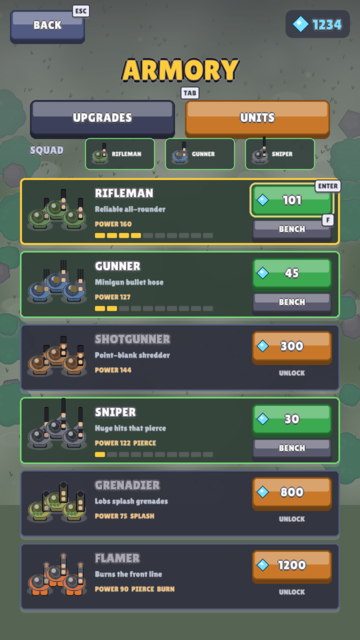 ESC
BACK
1234
ARMORY
TAB
UPGRADES
UNITS
SQUAD
RIFLEMAN
GUNNER
SNIPER
RIFLEMAN
Reliable all-rounder
POWER 160
ENTER
101
F
BENCH
GUNNER
Minigun bullet hose
POWER 127
45
BENCH
SHOTGUNNER
Point-blank shredder
POWER 144
300
UNLOCK
SNIPER
Huge hits that pierce
POWER 122 PIERCE
30
BENCH
GRENADIER
Lobs splash grenades
POWER 75 SPLASH
800
UNLOCK
FLAMER
Burns the front line
POWER 90 PIERCE BURN
1200
UNLOCK